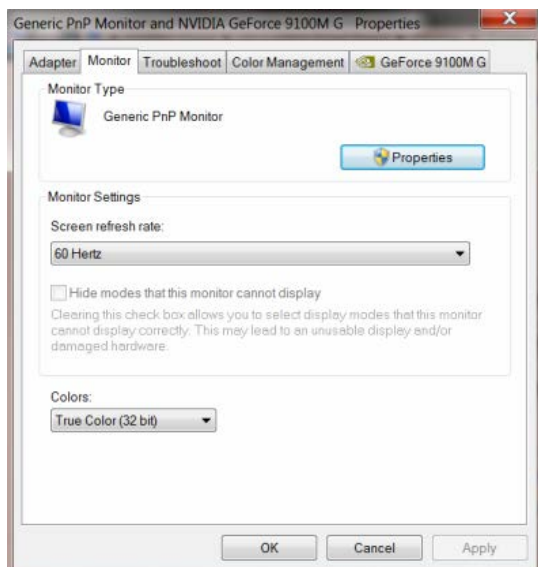 Generic PnP Monitor and NVIDIA GeForce 9100M G Properties
Adapter Monitor Troubleshoot Color Management GeForce 9100M G
Monitor Type
Generic PnP Monitor
Properties
Monitor Settings
Screen refresh rate:
60 Hertz
Hide modes that this monitor cannot display
Clearing this check box allows you to select display modes that this monitor
cannot display correctly. This may lead to an unusable display and/or
damaged hardware.
Colors:
True Color (32 bit)
OK Cancel Apply